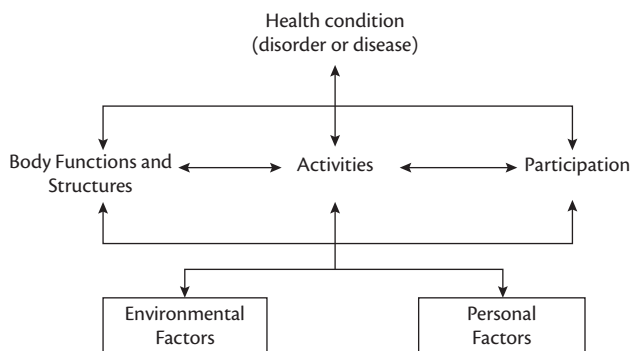 Health condition
(disorder or disease)
Body Functions and
Structures
Activities
Participation
Environmental
Factors
Personal
Factors